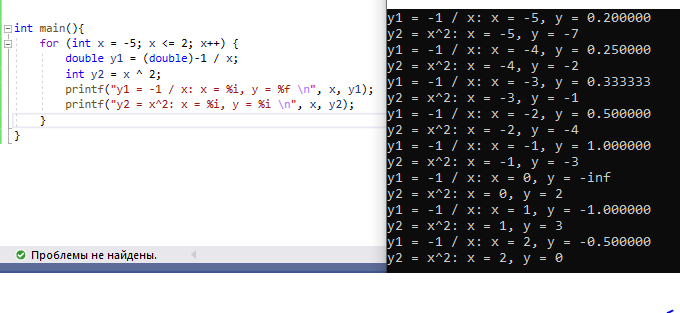 int main(){
for (int x = -5; x <= 2; x++) {
double y1 = (double)-1 / x;
int y2 = x ^ 2;
printf("y1 = -1 / x: x = %i, y = %f \n", x, y1);
printf("y2 = x^2: x = %i, y = %i \n", x, y2);
}
}
Проблемы не найдены.
y1 = -1 / x: x = -5, y = 0.200000
y2 = x^2: x = -5, y = -7
y1 = -1 / x: x = -4, y = 0.250000
y2 = x^2: x = -4, y = -2
y1 = -1 / x: x = -3, y = 0.333333
y2 = x^2: x = -3, y = -1
y1 = -1 / x: x = -2, y = 0.500000
y2 = x^2: x = -2, y = -4
y1 = -1 / x: x = -1, y = 1.000000
y2 = x^2: x = -1, y = -3
y1 = -1 / x: x = 0, y = -inf
y2 = x^2: x = 0, y = 2
y1 = -1 / x: x = 1, y = -1.000000
y2 = x^2: x = 1, y = 3
y1 = -1 / x: x = 2, y = -0.500000
y2 = x^2: x = 2, y = 0